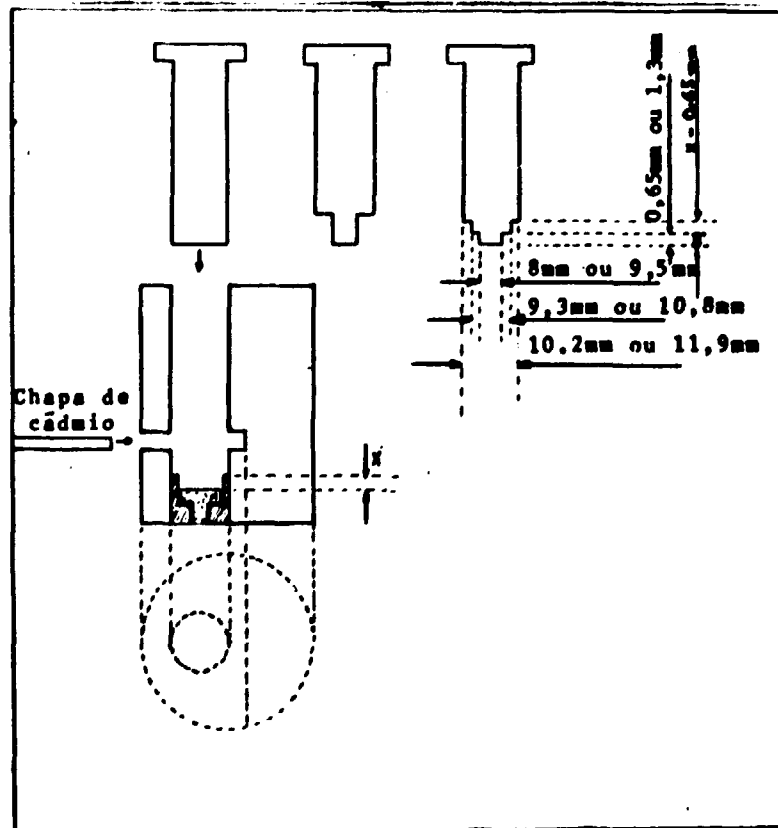 0,65mm ou 1,3mm
x-0.65mm
8mm ou 9,5mm
9,3mm ou 10,8mm
10.2mm ou 11,9mm
Chapa de
cádmio
x